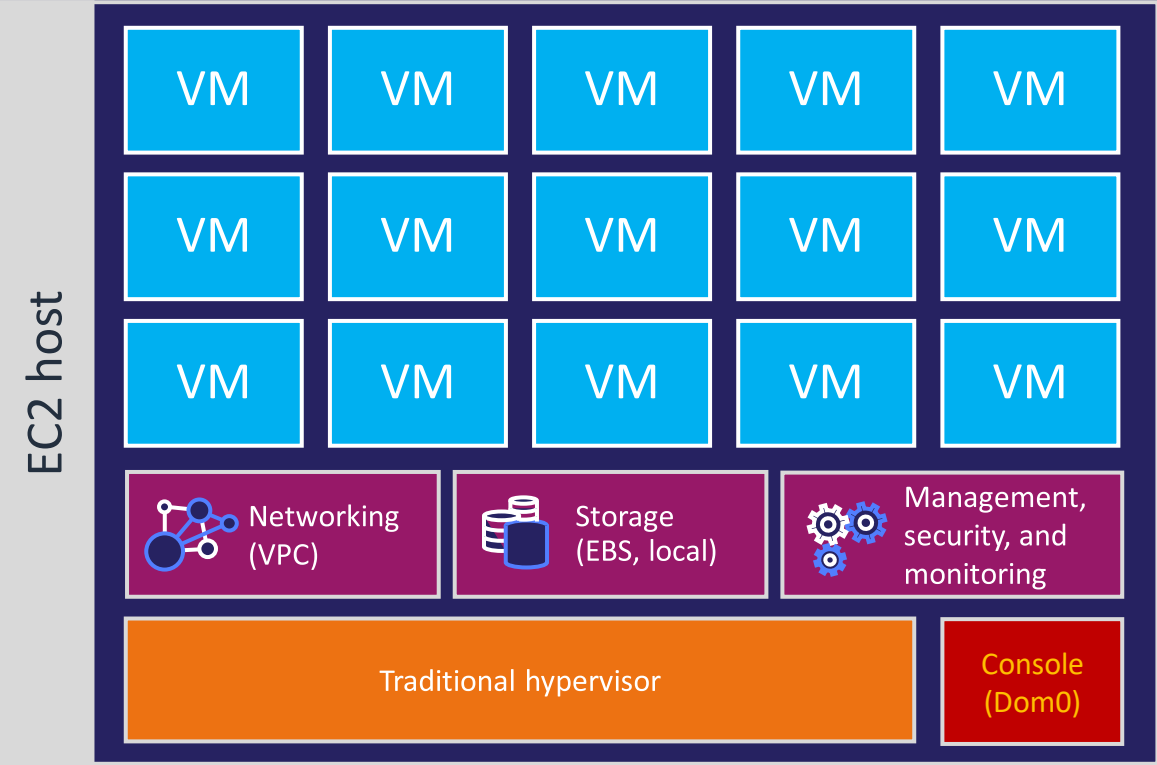 EC2 host
VM VM VM VM VM
VM VM VM VM VM
VM VM VM VM VM
Networking
(VPC)
Storage
(EBS, local)
Management,
security, and
monitoring
Traditional hypervisor
Console
(Dom0)